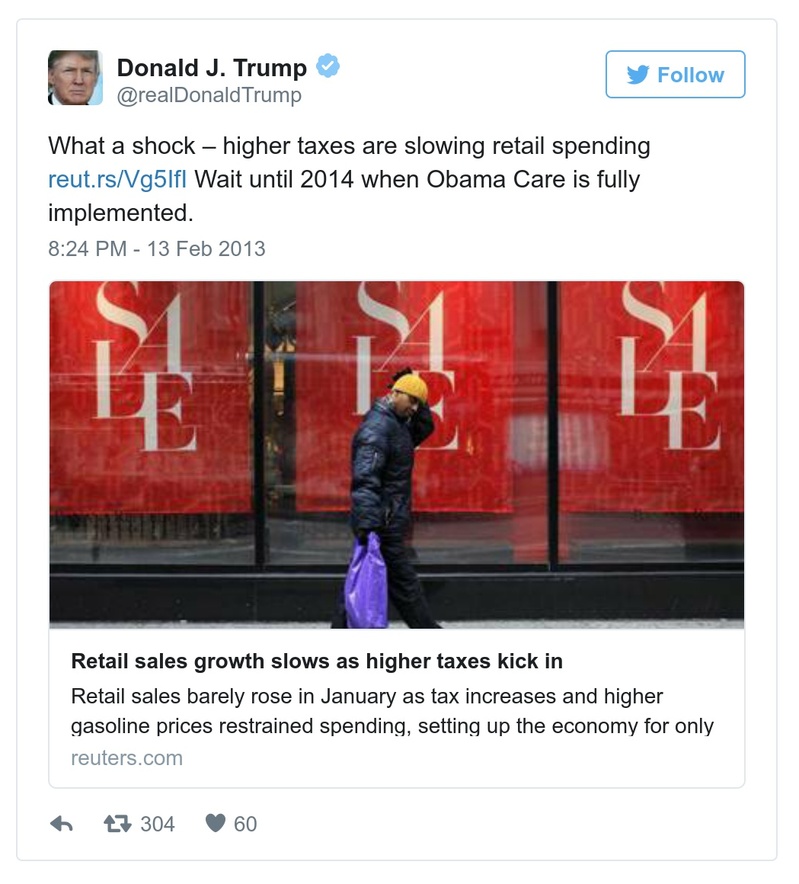 Donald J. Trump
@realDonaldTrump
Follow
What a shock – higher taxes are slowing retail spending
reut.rs/Vg5IfI Wait until 2014 when Obama Care is fully
implemented.
8:24 PM - 13 Feb 2013
SALE SALE SALE
Retail sales growth slows as higher taxes kick in
Retail sales barely rose in January as tax increases and higher
gasoline prices restrained spending, setting up the economy for only
reuters.com
304 60